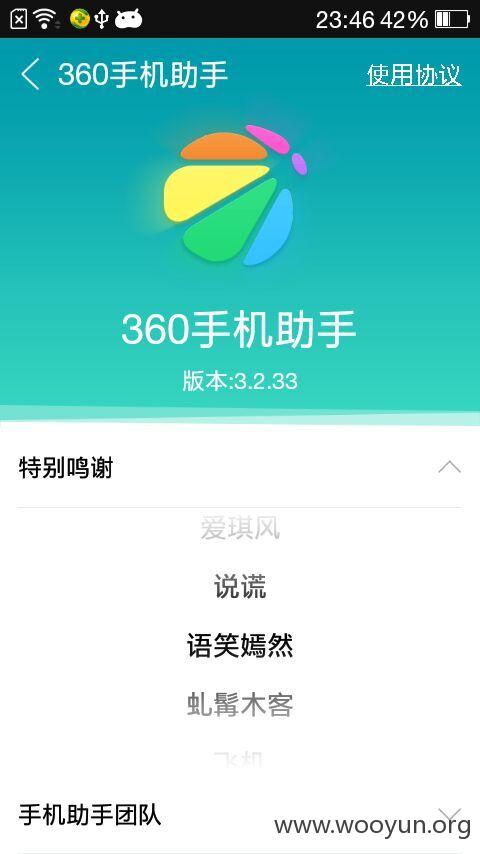 23:46 42%
360手机助手 使用协议
360手机助手
版本:3.2.33
特别鸣谢
爱琪风
说谎
语笑嫣然
虬髯木客
飞机
手机助手团队
www.wooyun.org